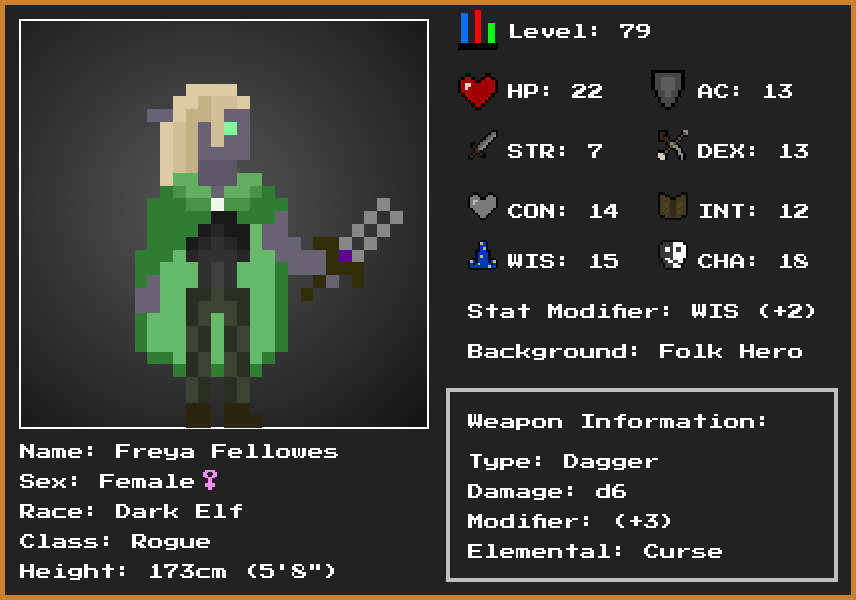 Level: 79
HP: 22
AC: 13
STR: 7
DEX: 13
CON: 14
INT: 12
WIS: 15
CHA: 18
Stat Modifier: WIS (+2)
Background: Folk Hero
Weapon Information:
Type: Dagger
Damage: d6
Modifier: (+3)
Elemental: Curse
Name: Freya Fellowes
Sex: Female♀
Race: Dark Elf
Class: Rogue
Height: 173cm (5'8")